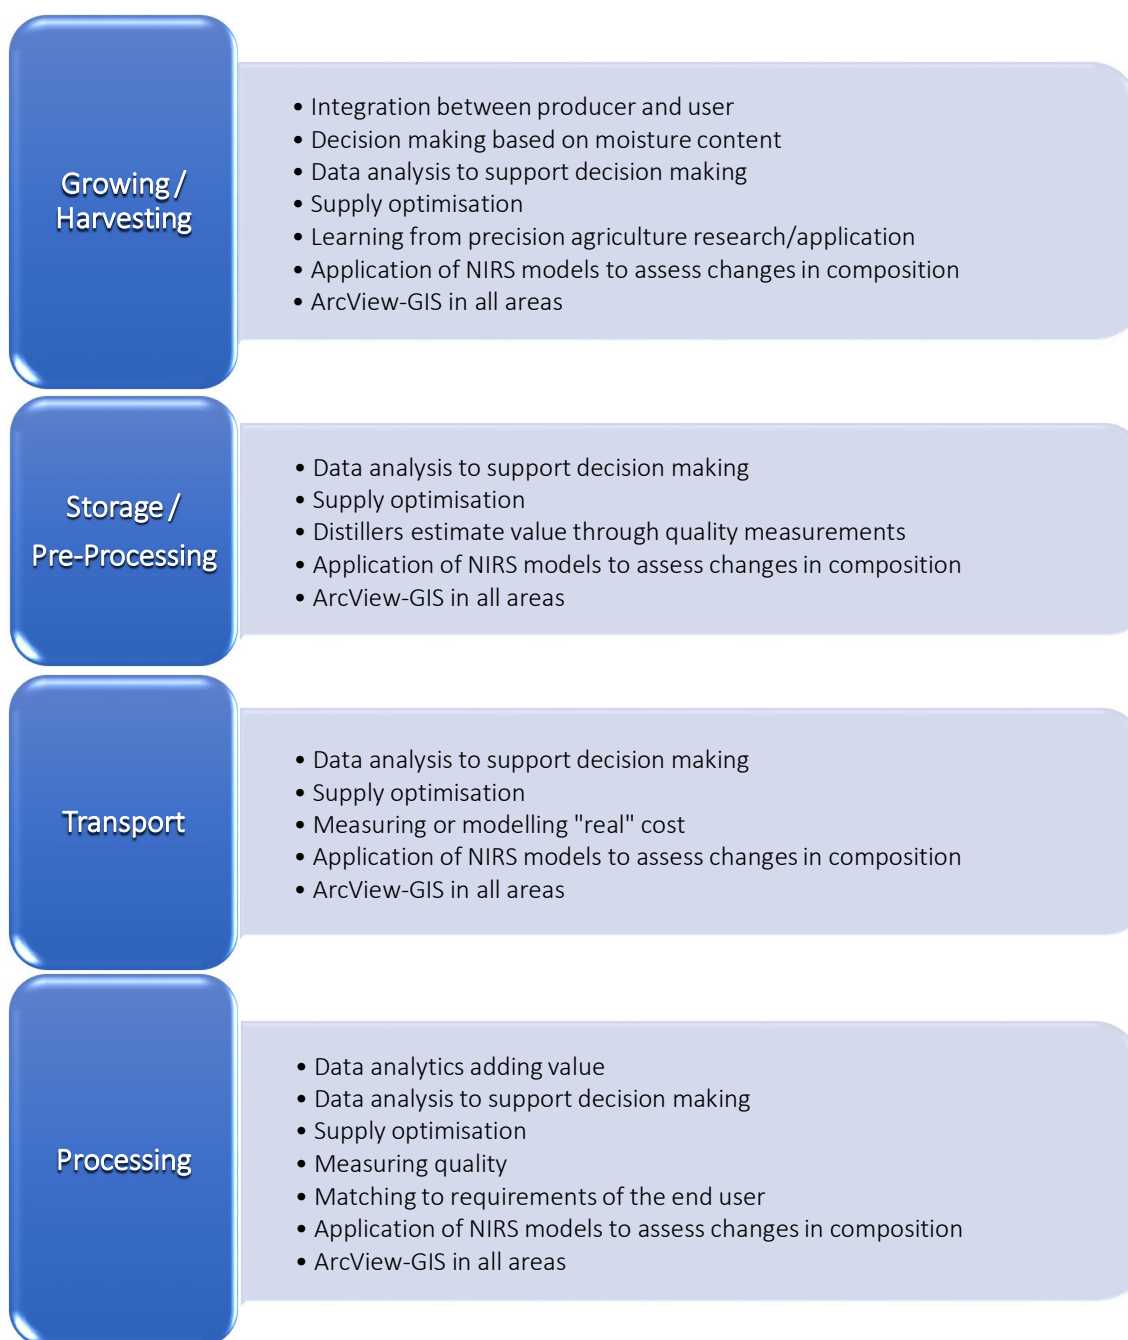 Growing /
Harvesting
• Integration between producer and user
• Decision making based on moisture content
• Data analysis to support decision making
• Supply optimisation
• Learning from precision agriculture research/application
• Application of NIRS models to assess changes in composition
• ArcView-GIS in all areas
Storage /
Pre-Processing
• Data analysis to support decision making
• Supply optimisation
• Distillers estimate value through quality measurements
• Application of NIRS models to assess changes in composition
• ArcView-GIS in all areas
Transport
• Data analysis to support decision making
• Supply optimisation
• Measuring or modelling "real" cost
• Application of NIRS models to assess changes in composition
• ArcView-GIS in all areas
Processing
• Data analytics adding value
• Data analysis to support decision making
• Supply optimisation
• Measuring quality
• Matching to requirements of the end user
• Application of NIRS models to assess changes in composition
• ArcView-GIS in all areas